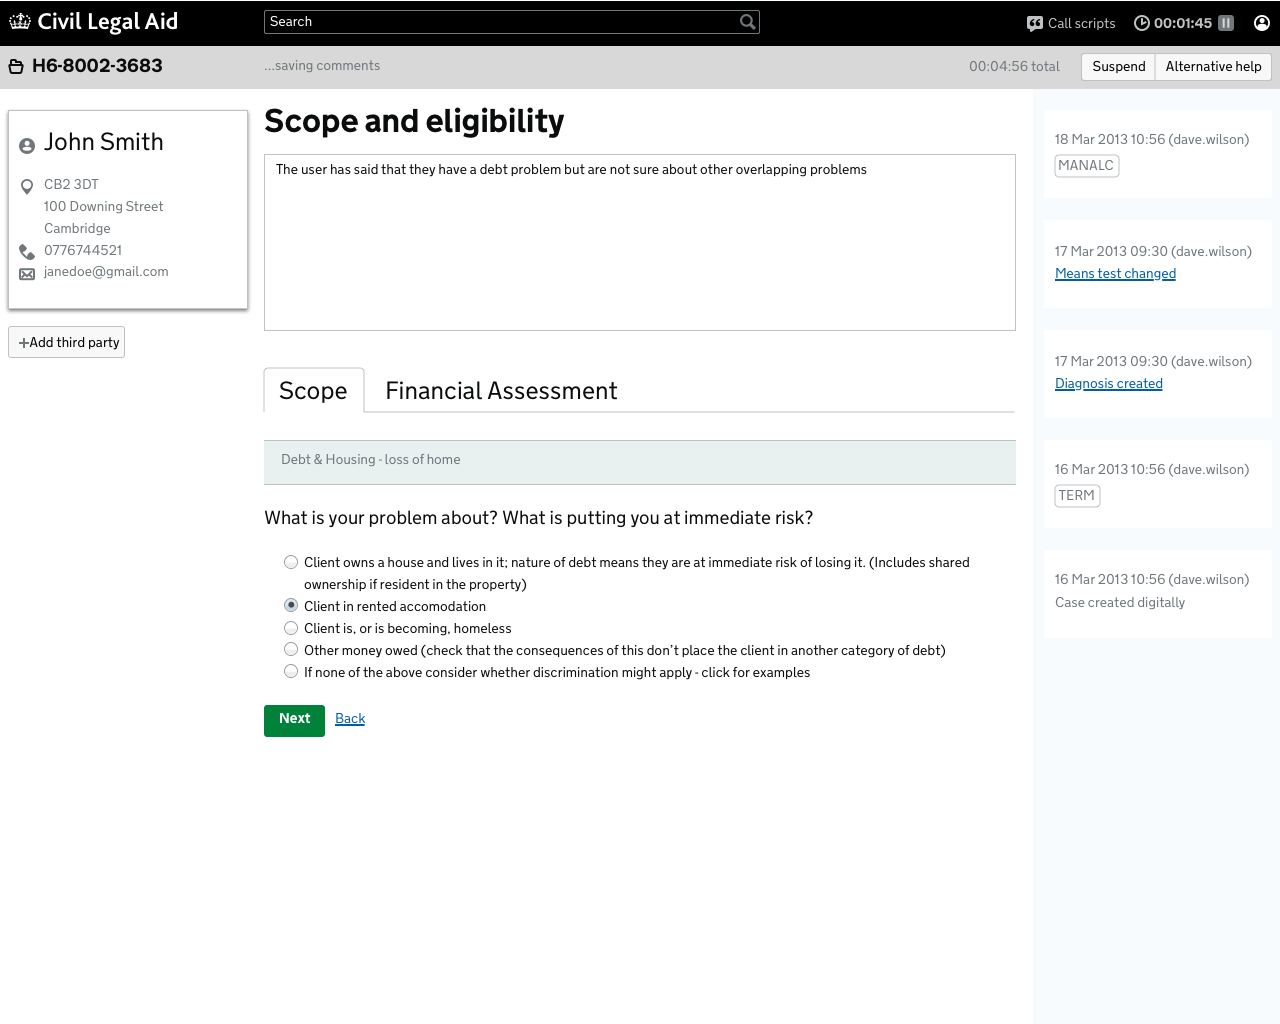 Civil Legal Aid
Search
Call scripts
00:01:45
H6-8002-3683
...saving comments
00:04:56 total
Suspend
Alternative help
John Smith
CB2 3DT
100 Downing Street
Cambridge
0776744521
janedoe@gmail.com
+Add third party
Scope and eligibility
The user has said that they have a debt problem but are not sure about other overlapping problems
Scope
Financial Assessment
Debt & Housing - loss of home
What is your problem about? What is putting you at immediate risk?
Client owns a house and lives in it; nature of debt means they are at immediate risk of losing it. (Includes shared
ownership if resident in the property)
Client in rented accomodation
Client is, or is becoming, homeless
Other money owed (check that the consequences of this don't place the client in another category of debt)
If none of the above consider whether discrimination might apply - click for examples
Next
Back
18 Mar 2013 10:56 (dave.wilson)
MANALC
17 Mar 2013 09:30 (dave.wilson)
Means test changed
17 Mar 2013 09:30 (dave.wilson)
Diagnosis created
16 Mar 2013 10:56 (dave.wilson)
TERM
16 Mar 2013 10:56 (dave.wilson)
Case created digitally